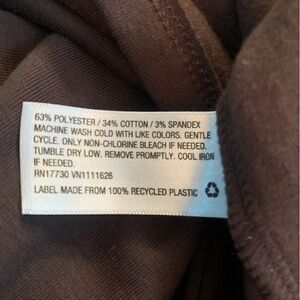 63% POLYESTER / 34% COTTON / 3% SPANDEX
MACHINE WASH COLD WITH LIKE COLORS. GENTLE
CYCLE. ONLY NON-CHLORINE BLEACH IF NEEDED.
TUMBLE DRY LOW. REMOVE PROMPTLY. COOL IRON
IF NEEDED.
RN17730 VN1111626
LABEL MADE FROM 100% RECYCLED PLASTIC